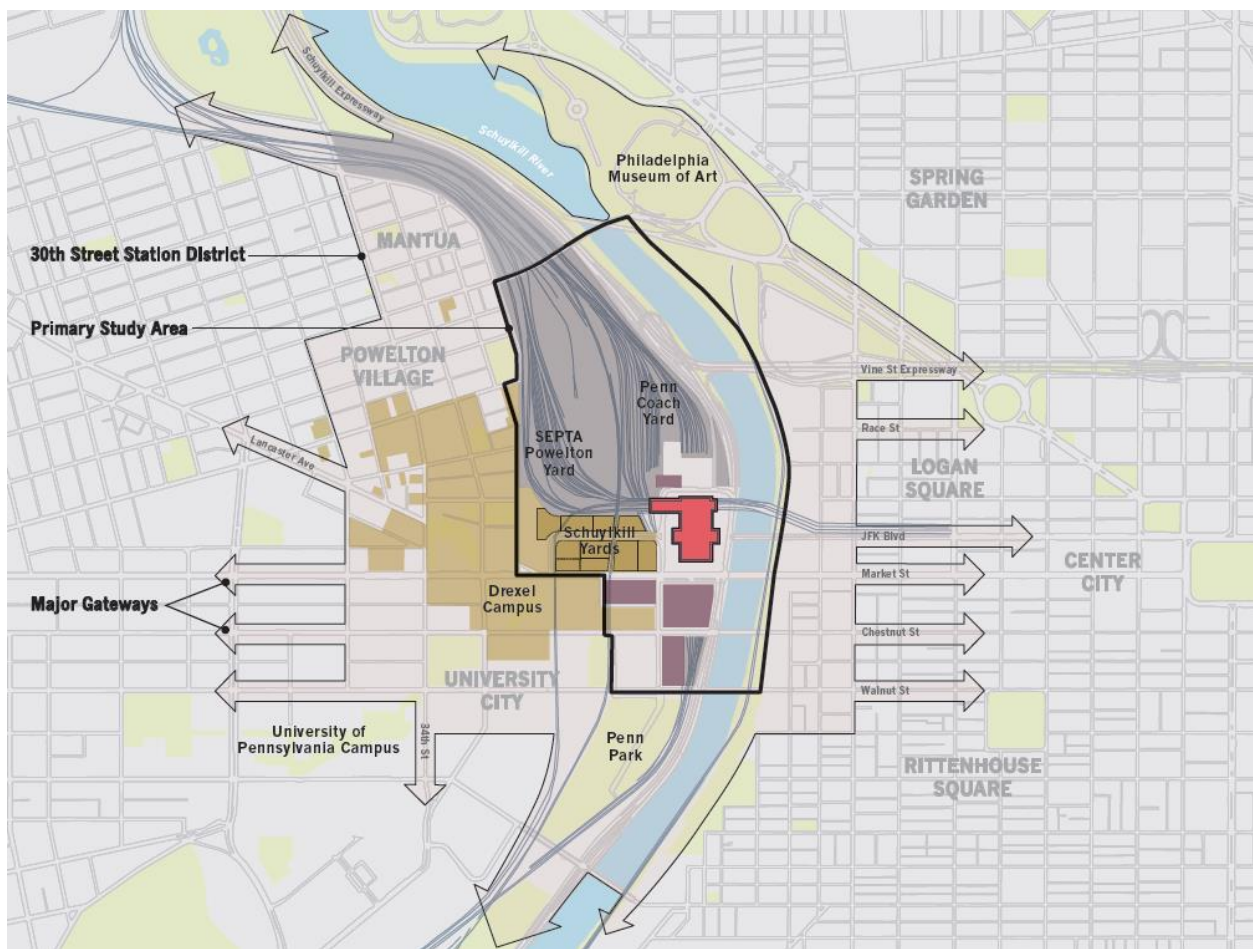 Schuylkill Expressway
Schuylkill River
Philadelphia
Museum of Art
SPRING
GARDEN
MANTUA
30th Street Station District
Primary Study Area
POWELTON
VILLAGE
Vine St Expressway
Penn
Coach
Yard
Race St
SEPTA
Powelton
Yard
Lancaster Ave
LOGAN
SQUARE
Schuylkill
Yards
JFK Blvd
CENTER
CITY
Market St
Major Gateways
Drexel
Campus
Chestnut St
UNIVERSITY
CITY
Walnut St
University of
Pennsylvania Campus
34th St
Penn
Park
RITTENHOUSE
SQUARE